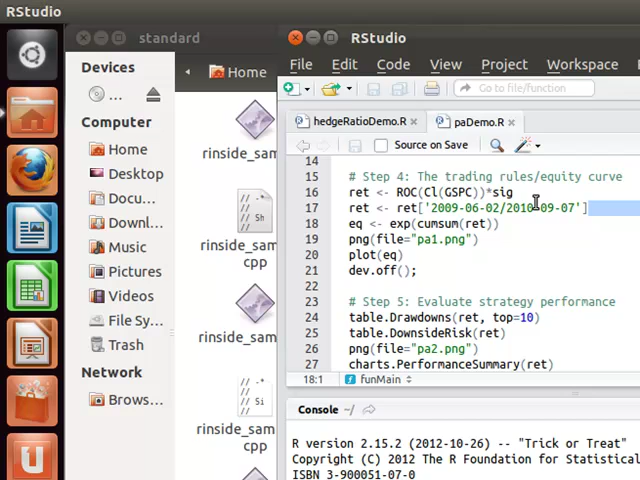 RStudio
standard
RStudio
Devices
...
Computer
Home
Desktop
Docu...
Downl...
Music
Pictures
Videos
File Sy...
Trash
Network
Brows...
Home
rinside_sam
rinside_sam
cpp
rinside_sam
rinside_sam
cpp
File Edit Code View Project Workspace
Go to file/function
hedgeRatioDemo.R
paDemo.R
Source on Save
14
15 # Step 4: The trading rules/equity curve
16 ret <- ROC(Cl(GSPC))*sig
17 ret <- ret['2009-06-02/2010-09-07']
18 eq <- exp(cumsum(ret))
19 png(file="pa1.png")
20 plot(eq)
21 dev.off();
22
23 # Step 5: Evaluate strategy performance
24 table.Drawdowns(ret, top=10)
25 table.DownsideRisk(ret)
26 png(file="pa2.png")
27 charts.PerformanceSummary(ret)
18:1 funMain
Console ~/
R version 2.15.2 (2012-10-26) -- "Trick or Treat"
Copyright (C) 2012 The R Foundation for Statistical
ISBN 3-900051-07-0